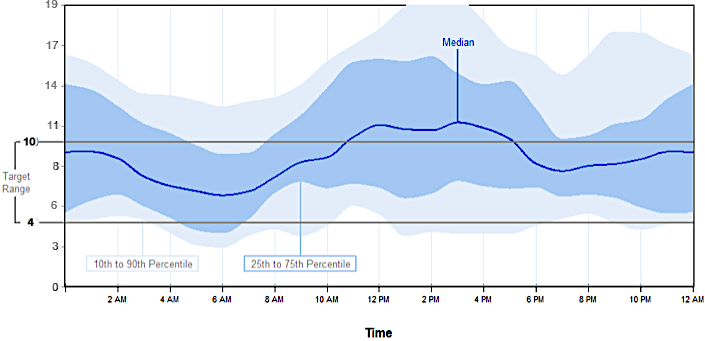 19
17
Median
14
11
10
8
Target
Range
6
4
3
10th to 90th Percentile
25th to 75th Percentile
0
2 AM
4 AM
6 AM
8 AM
10 AM
12 PM
2 PM
4 PM
6 PM
8 PM
10 PM
12 AM
Time